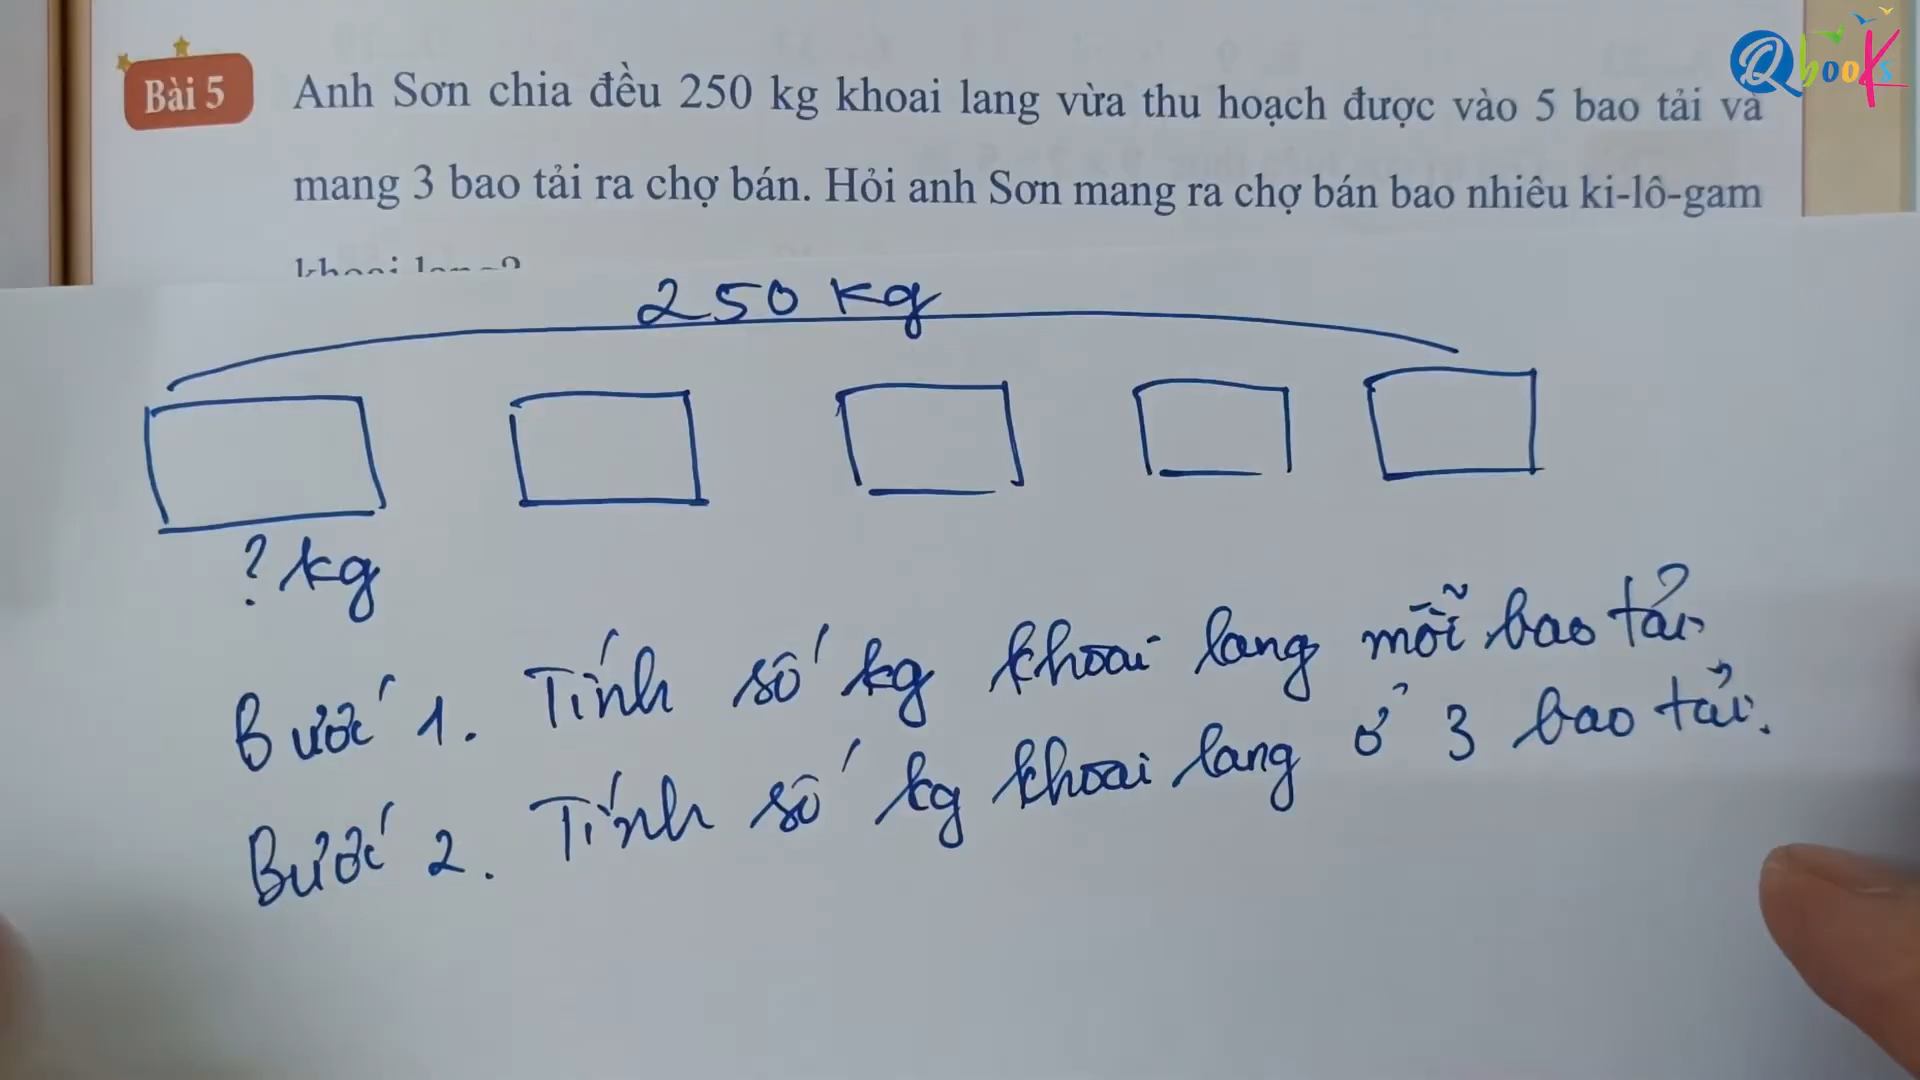 Qbooks
Bài 5
Anh Sơn chia đều 250 kg khoai lang vừa thu hoạch được vào 5 bao tải và
mang 3 bao tải ra chợ bán. Hỏi anh Sơn mang ra chợ bán bao nhiêu ki-lô-gam
khoai lang?
250 kg
? kg
Bước 1. Tính số kg khoai lang mỗi bao tải
Bước 2. Tính số kg khoai lang ở 3 bao tải.